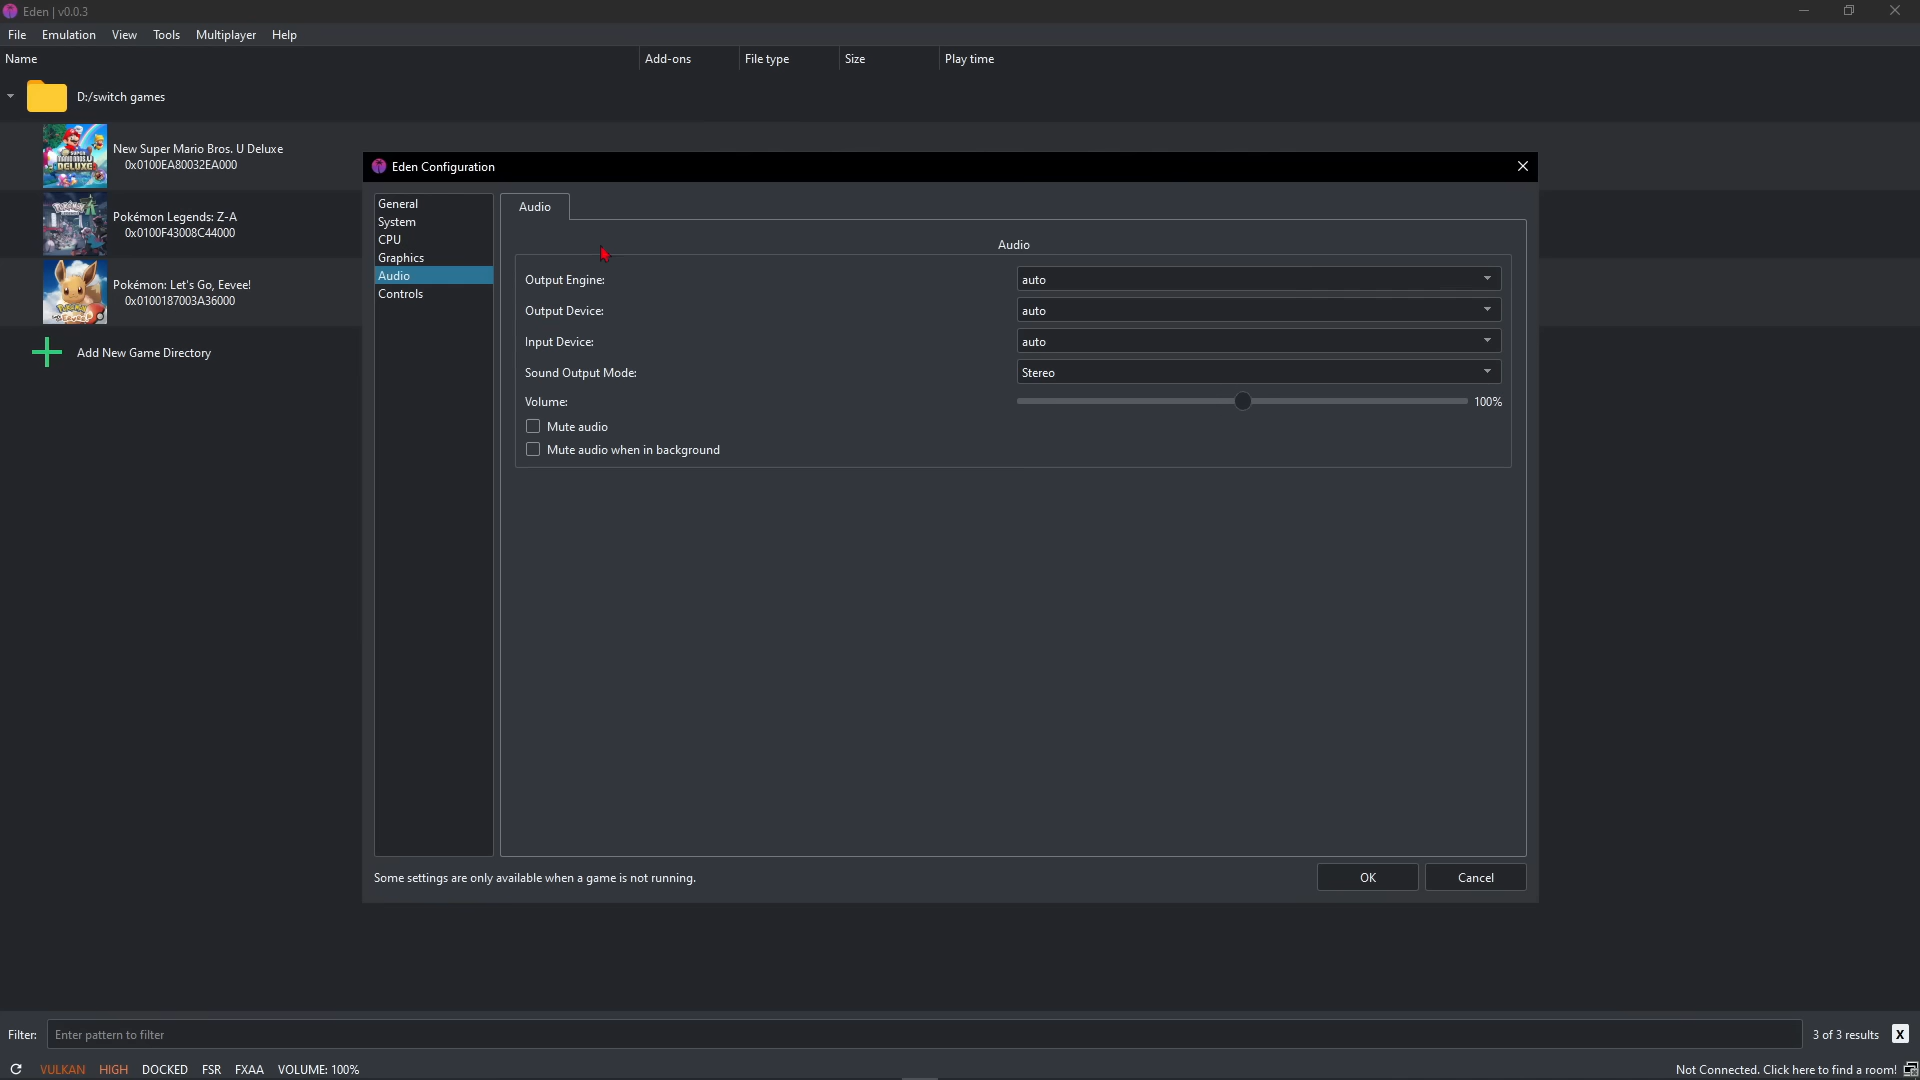 Eden | v0.0.3
File Emulation View Tools Multiplayer Help
Name Add-ons File type Size Play time
D:/switch games
New Super Mario Bros. U Deluxe
0x0100EA80032EA000
Pokémon Legends: Z-A
0x0100F43008C44000
Pokémon: Let's Go, Eevee!
0x0100187003A36000
Add New Game Directory
Eden Configuration
General
System
CPU
Graphics
Audio
Controls
Audio
Audio
Output Engine: auto
Output Device: auto
Input Device: auto
Sound Output Mode: Stereo
Volume: 100%
Mute audio
Mute audio when in background
Some settings are only available when a game is not running.
OK Cancel
Filter: Enter pattern to filter 3 of 3 results X
VULKAN HIGH DOCKED FSR FXAA VOLUME: 100% Not Connected. Click here to find a room!